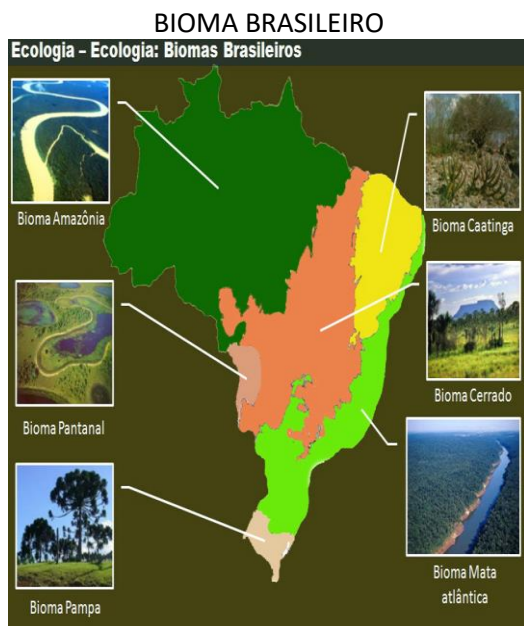 BIOMA BRASILEIRO
Ecologia – Ecologia: Biomas Brasileiros
Bioma Amazônia
Bioma Caatinga
Bioma Cerrado
Bioma Pantanal
Bioma Mata
atlântica
Bioma Pampa